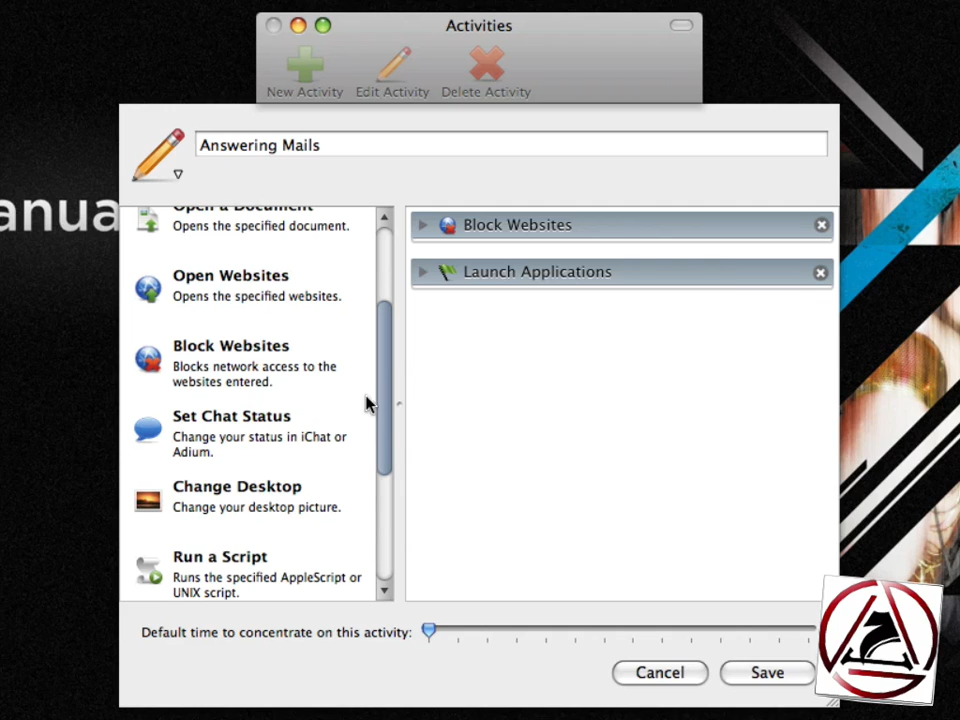 Activities
New Activity Edit Activity Delete Activity
Answering Mails
anua
Open a Document
Opens the specified document.
Open Websites
Opens the specified websites.
Block Websites
Blocks network access to the
websites entered.
Set Chat Status
Change your status in iChat or
Adium.
Change Desktop
Change your desktop picture.
Run a Script
Runs the specified AppleScript or
UNIX script.
Block Websites
Launch Applications
Default time to concentrate on this activity:
Cancel Save